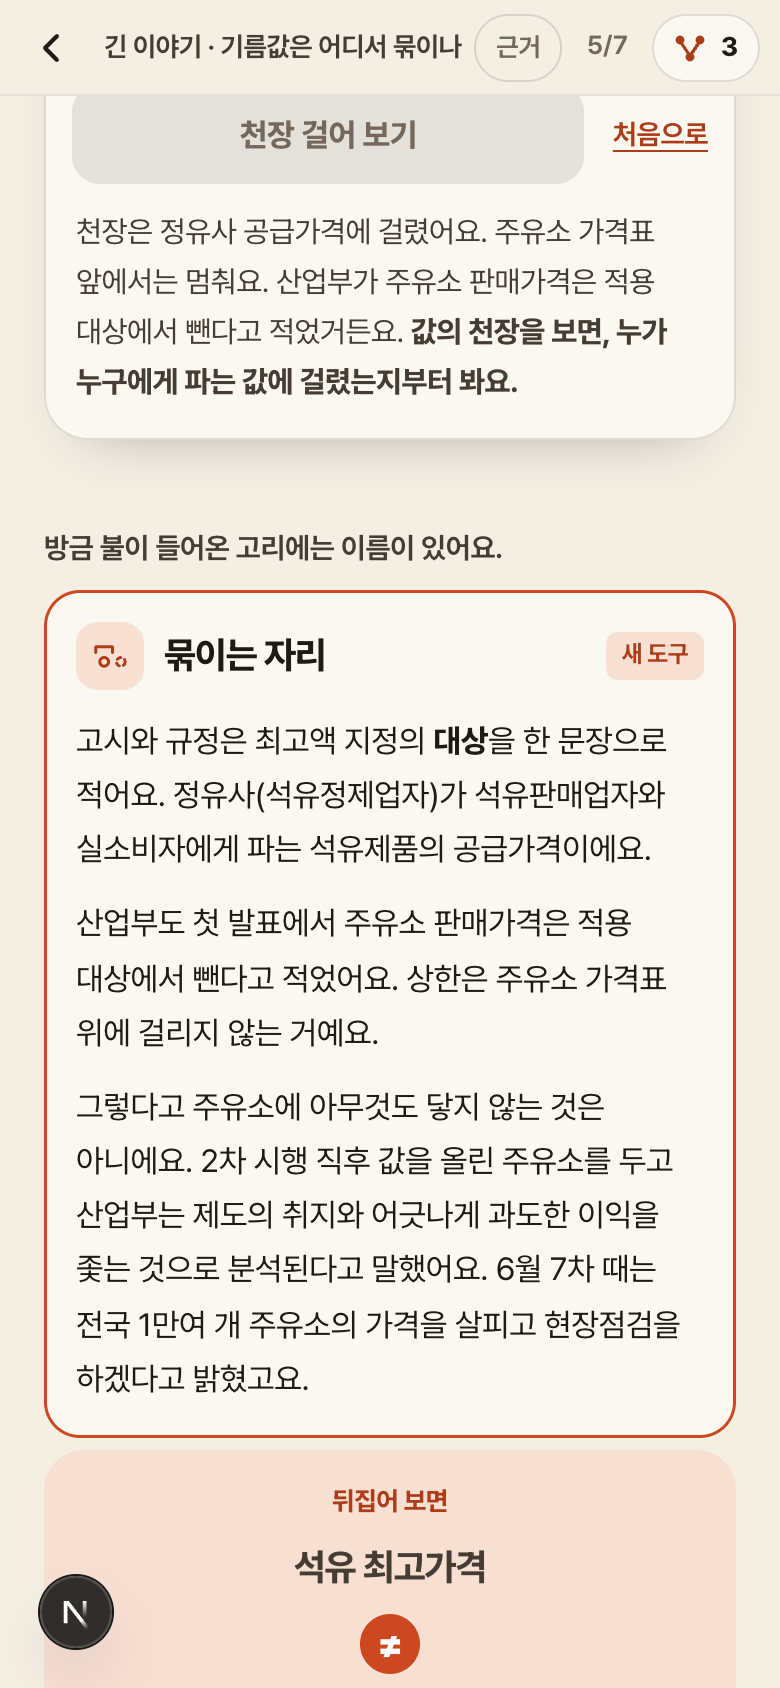 긴 이야기 · 기름값은 어디서 묶이나 근거 5/7 3
천장 걸어 보기 처음으로
천장은 정유사 공급가격에 걸렸어요. 주유소 가격표
앞에서는 멈춰요. 산업부가 주유소 판매가격은 적용
대상에서 뺀다고 적었거든요. 값의 천장을 보면, 누가
누구에게 파는 값에 걸렸는지부터 봐요.
방금 불이 들어온 고리에는 이름이 있어요.
묶이는 자리 새 도구
고시와 규정은 최고액 지정의 대상을 한 문장으로
적어요. 정유사(석유정제업자)가 석유판매업자와
실소비자에게 파는 석유제품의 공급가격이에요.
산업부도 첫 발표에서 주유소 판매가격은 적용
대상에서 뺀다고 적었어요. 상한은 주유소 가격표
위에 걸리지 않는 거예요.
그렇다고 주유소에 아무것도 닿지 않는 것은
아니에요. 2차 시행 직후 값을 올린 주유소를 두고
산업부는 제도의 취지와 어긋나게 과도한 이익을
좇는 것으로 분석된다고 말했어요. 6월 7차 때는
전국 1만여 개 주유소의 가격을 살피고 현장점검을
하겠다고 밝혔고요.
뒤집어 보면
석유 최고가격
≠
N